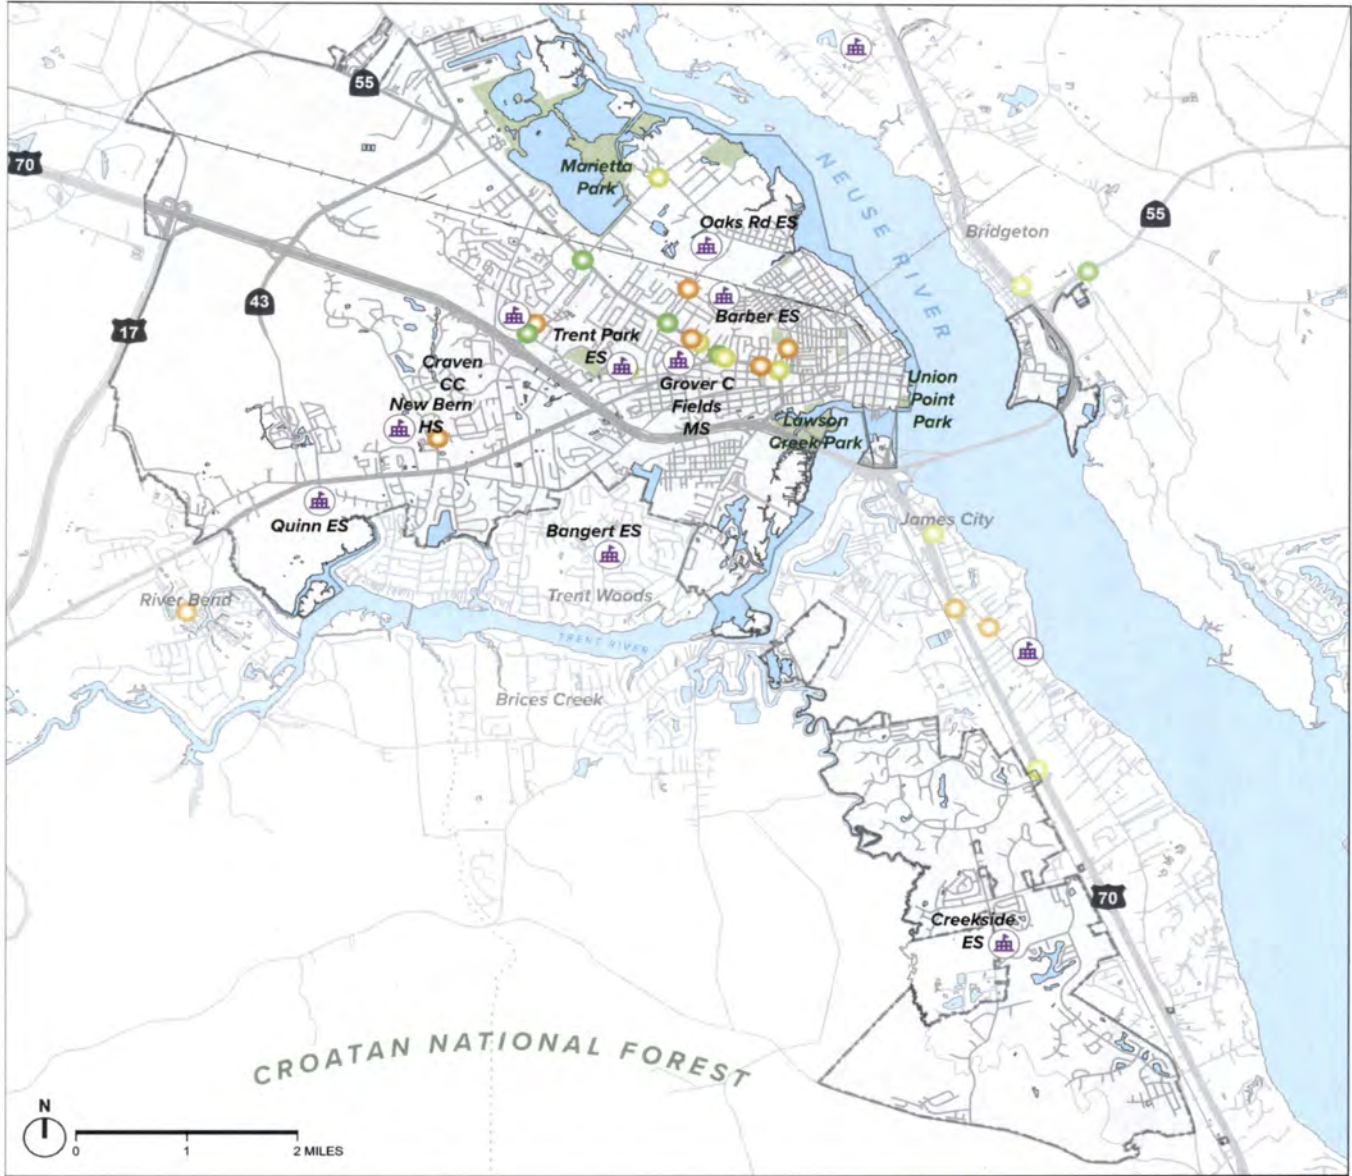 55
70
Marietta
Park
NEUSE RIVER
Oaks Rd ES
55
Bridgeton
43
17
Barber ES
Trent Park
ES
Craven
CC
New Bern
HS
Grover C
Fields
MS
Union
Point
Park
Lawson
Creek Park
Quinn ES
Bangert ES
James City
River Bend
Trent Woods
TRENT RIVER
Brices Creek
70
Creekside
ES
CROATAN NATIONAL FOREST
N
0 1 2 MILES